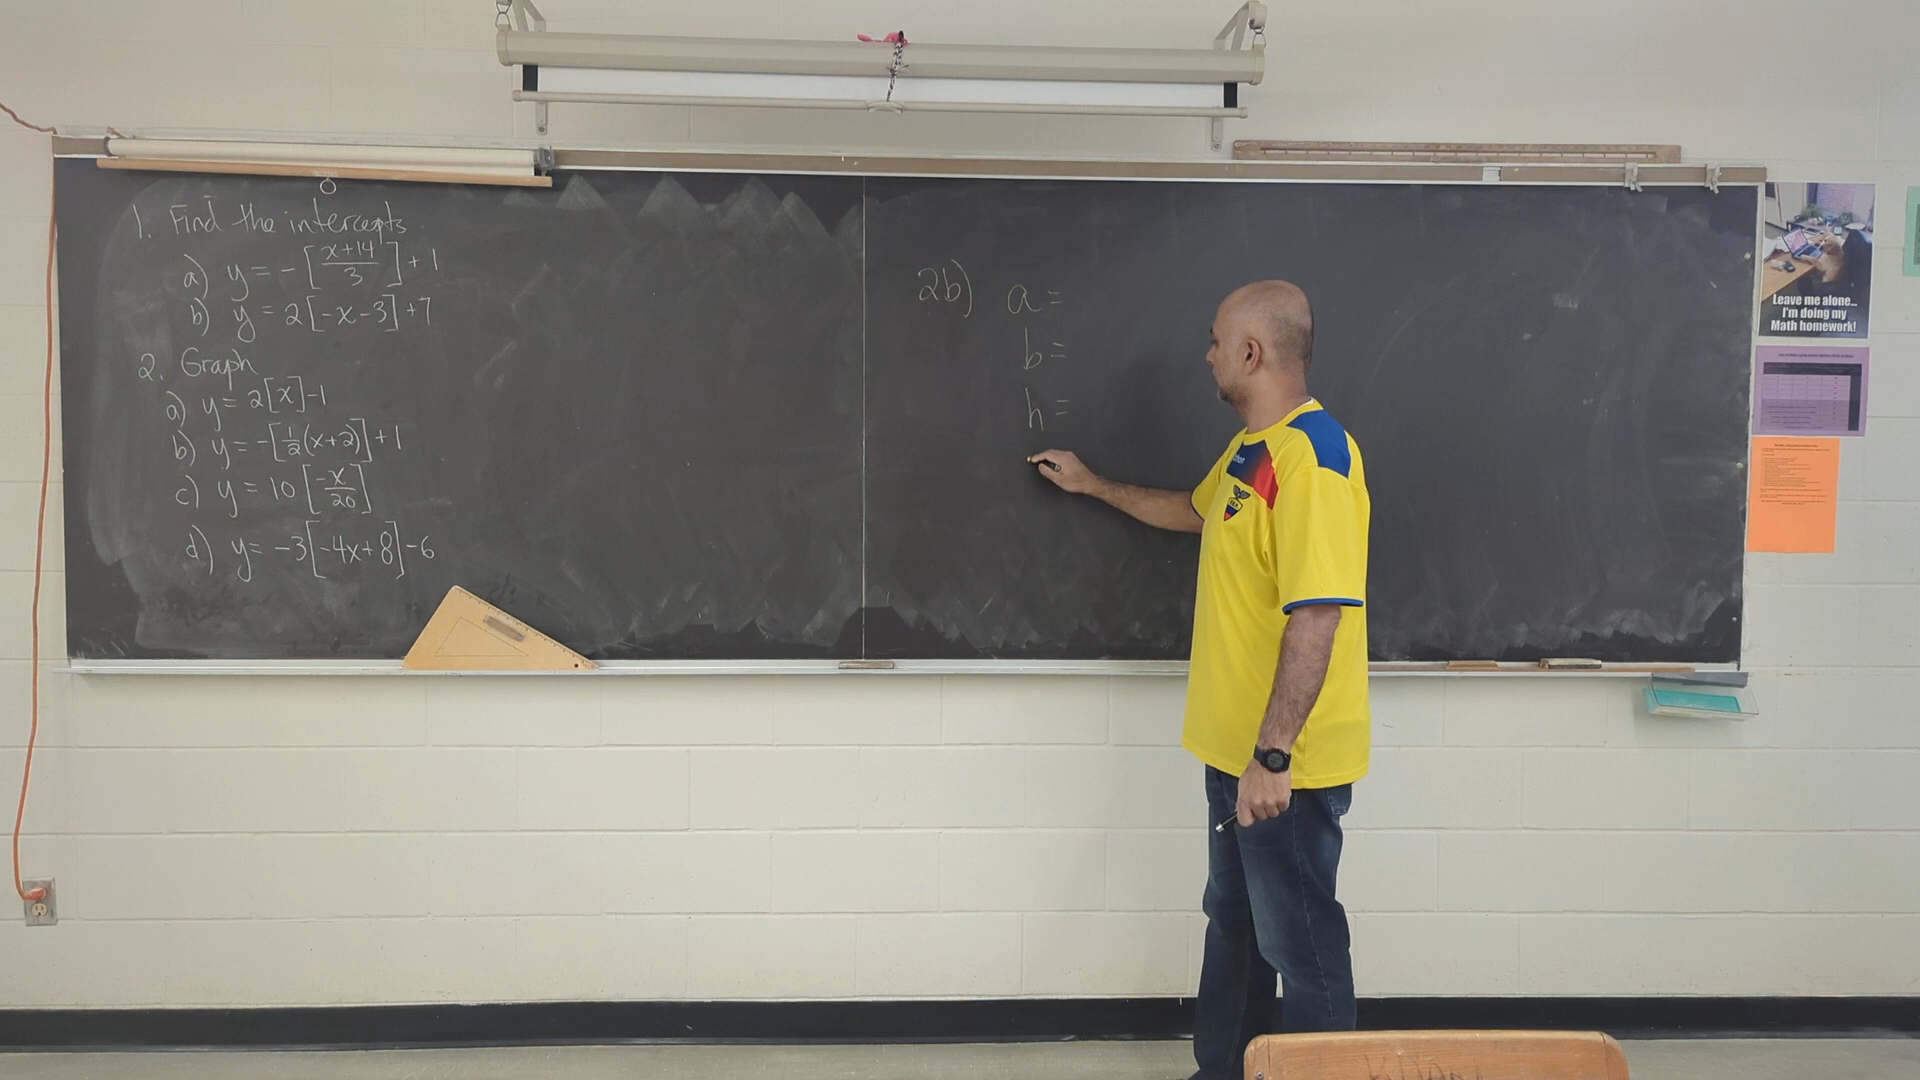 1. Find the intercepts
a) y = -[x+14/3] + 1
b) y = 2[-x-3]+7
2. Graph
a) y = 2[x]-1
b) y = -[1/2(x+2)]+1
c) y = 10[-x/20]
d) y = -3[-4x+8]-6
2b) a =
b =
h =
Leave me alone...
I'm doing my
Math homework!